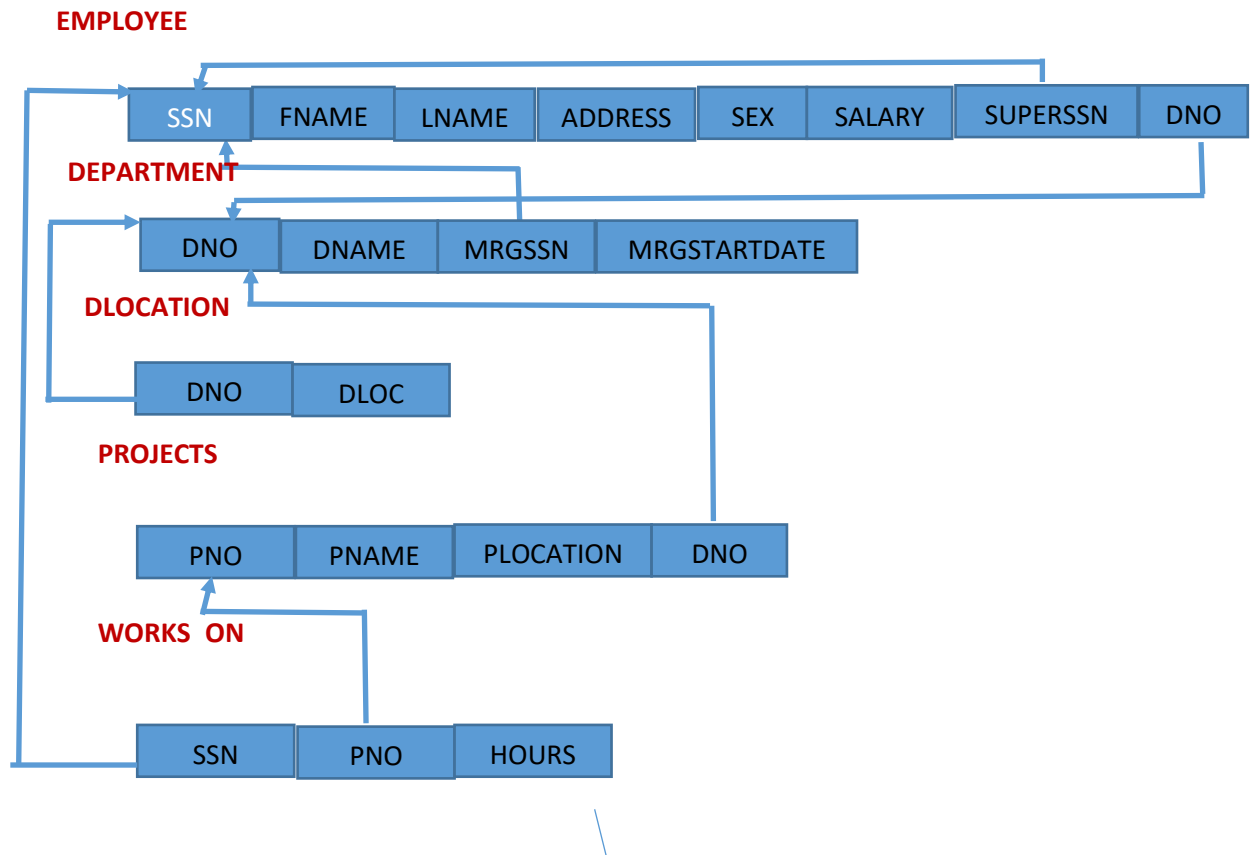 EMPLOYEE
SSN FNAME LNAME ADDRESS SEX SALARY SUPERSSN DNO
DEPARTMENT
DNO DNAME MRGSSN MRGSTARTDATE
DLOCATION
DNO DLOC
PROJECTS
PNO PNAME PLOCATION DNO
WORKS ON
SSN PNO HOURS